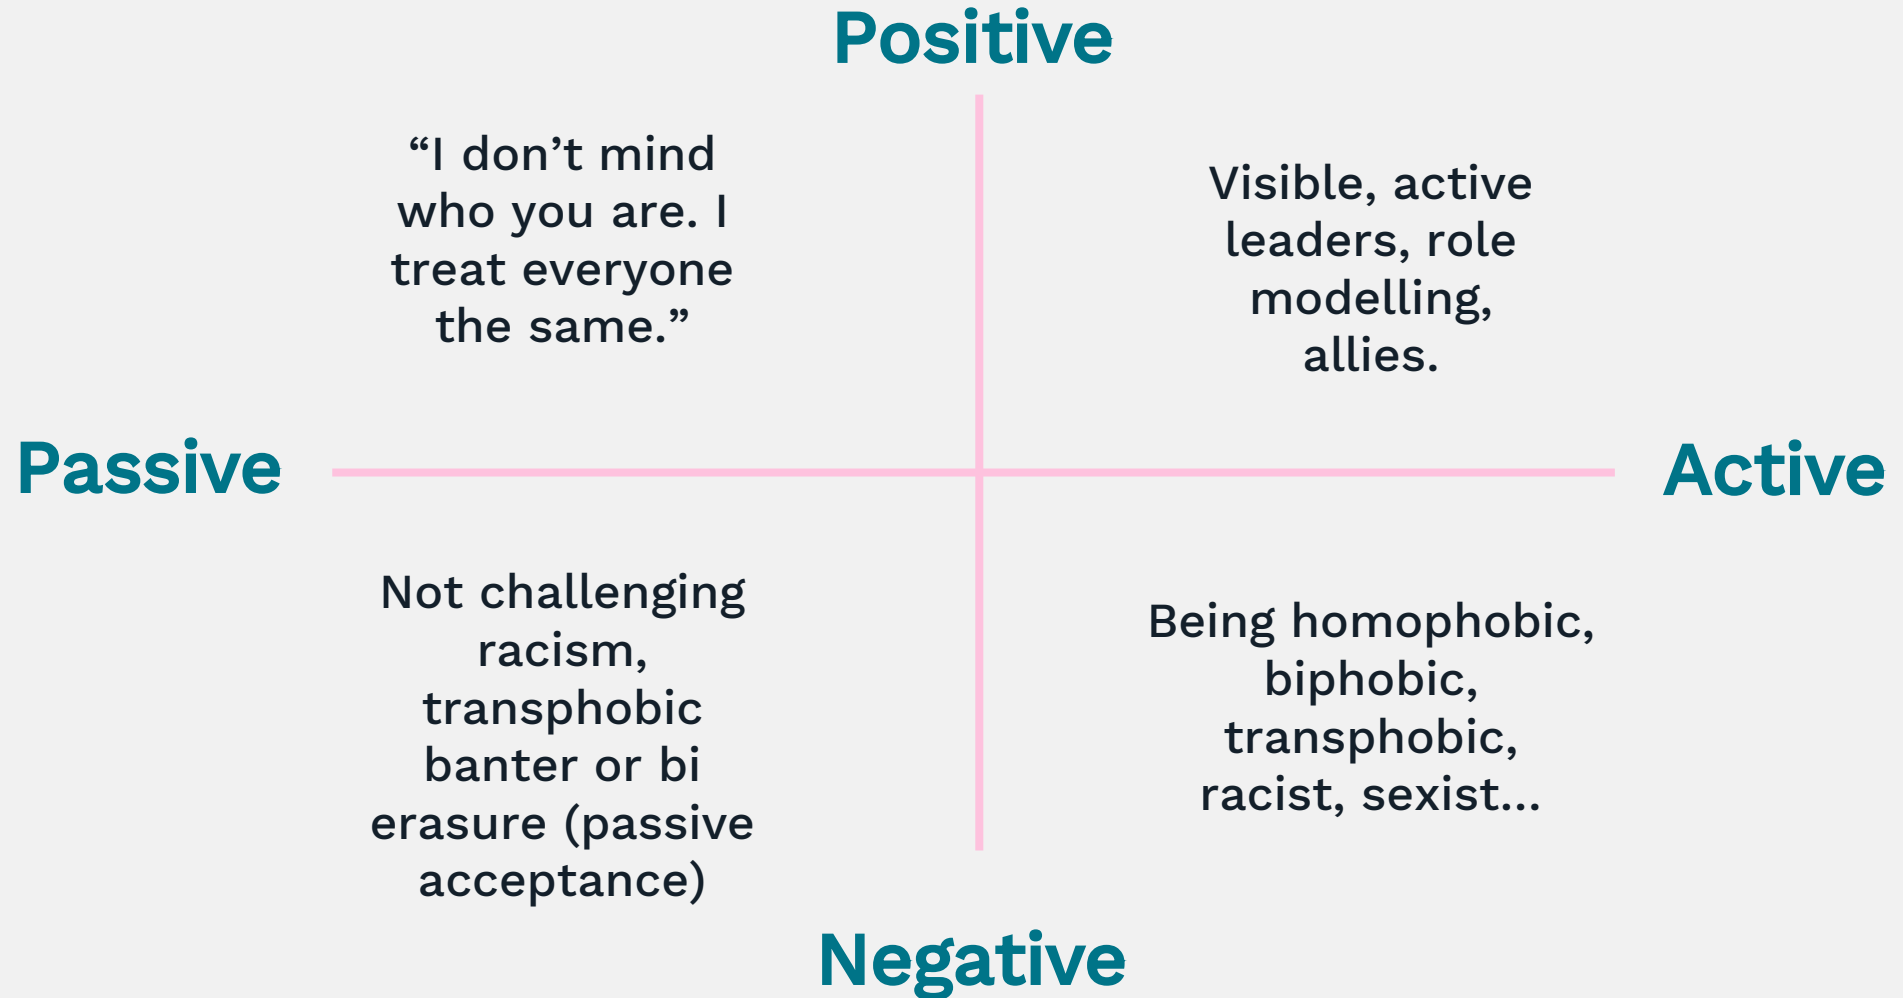 Positive
“I don’t mind
who you are. I
treat everyone
the same.”
Visible, active
leaders, role
modelling,
allies.
Passive
Active
Not challenging
racism,
transphobic
banter or bi
erasure (passive
acceptance)
Being homophobic,
biphobic,
transphobic,
racist, sexist...
Negative